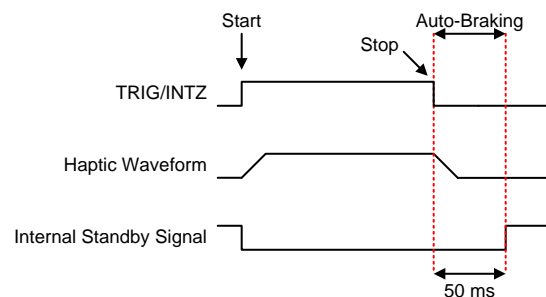 Start
Auto-Braking
Stop
TRIG/INTZ
Haptic Waveform
Internal Standby Signal
50 ms